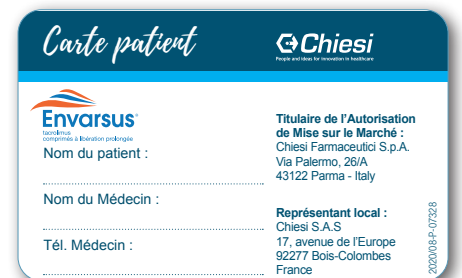 Carte patient
Chiesi
People and ideas for innovation in healthcare
Envarsus®
tacrolimus
comprimés à libération prolongée
Nom du patient :
Nom du Médecin :
Tél. Médecin :
Titulaire de l'Autorisation
de Mise sur le Marché :
Chiesi Farmaceutici S.p.A.
Via Palermo, 26/A
43122 Parma - Italy
Représentant local :
Chiesi S.A.S
17, avenue de l'Europe
92277 Bois-Colombes
France
2020/08-P-07328